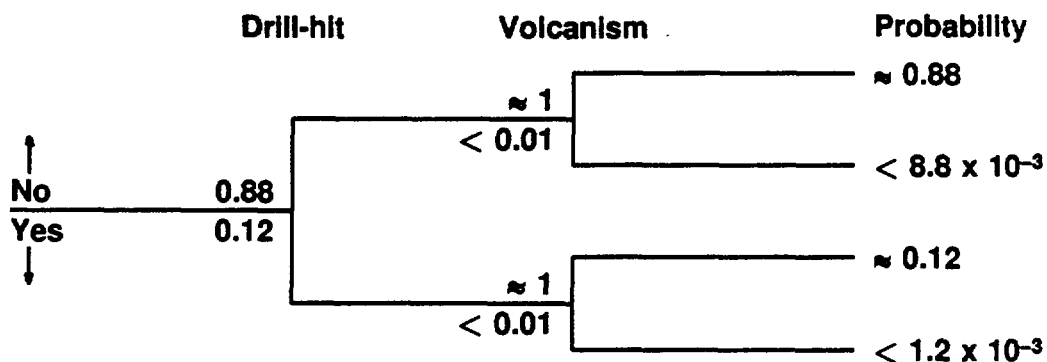 Drill-hit Volcanism Probability
≈ 0.88
≈ 1
< 0.01
< 8.8 x 10⁻³
No 0.88
Yes 0.12
≈ 0.12
≈ 1
< 0.01
< 1.2 x 10⁻³